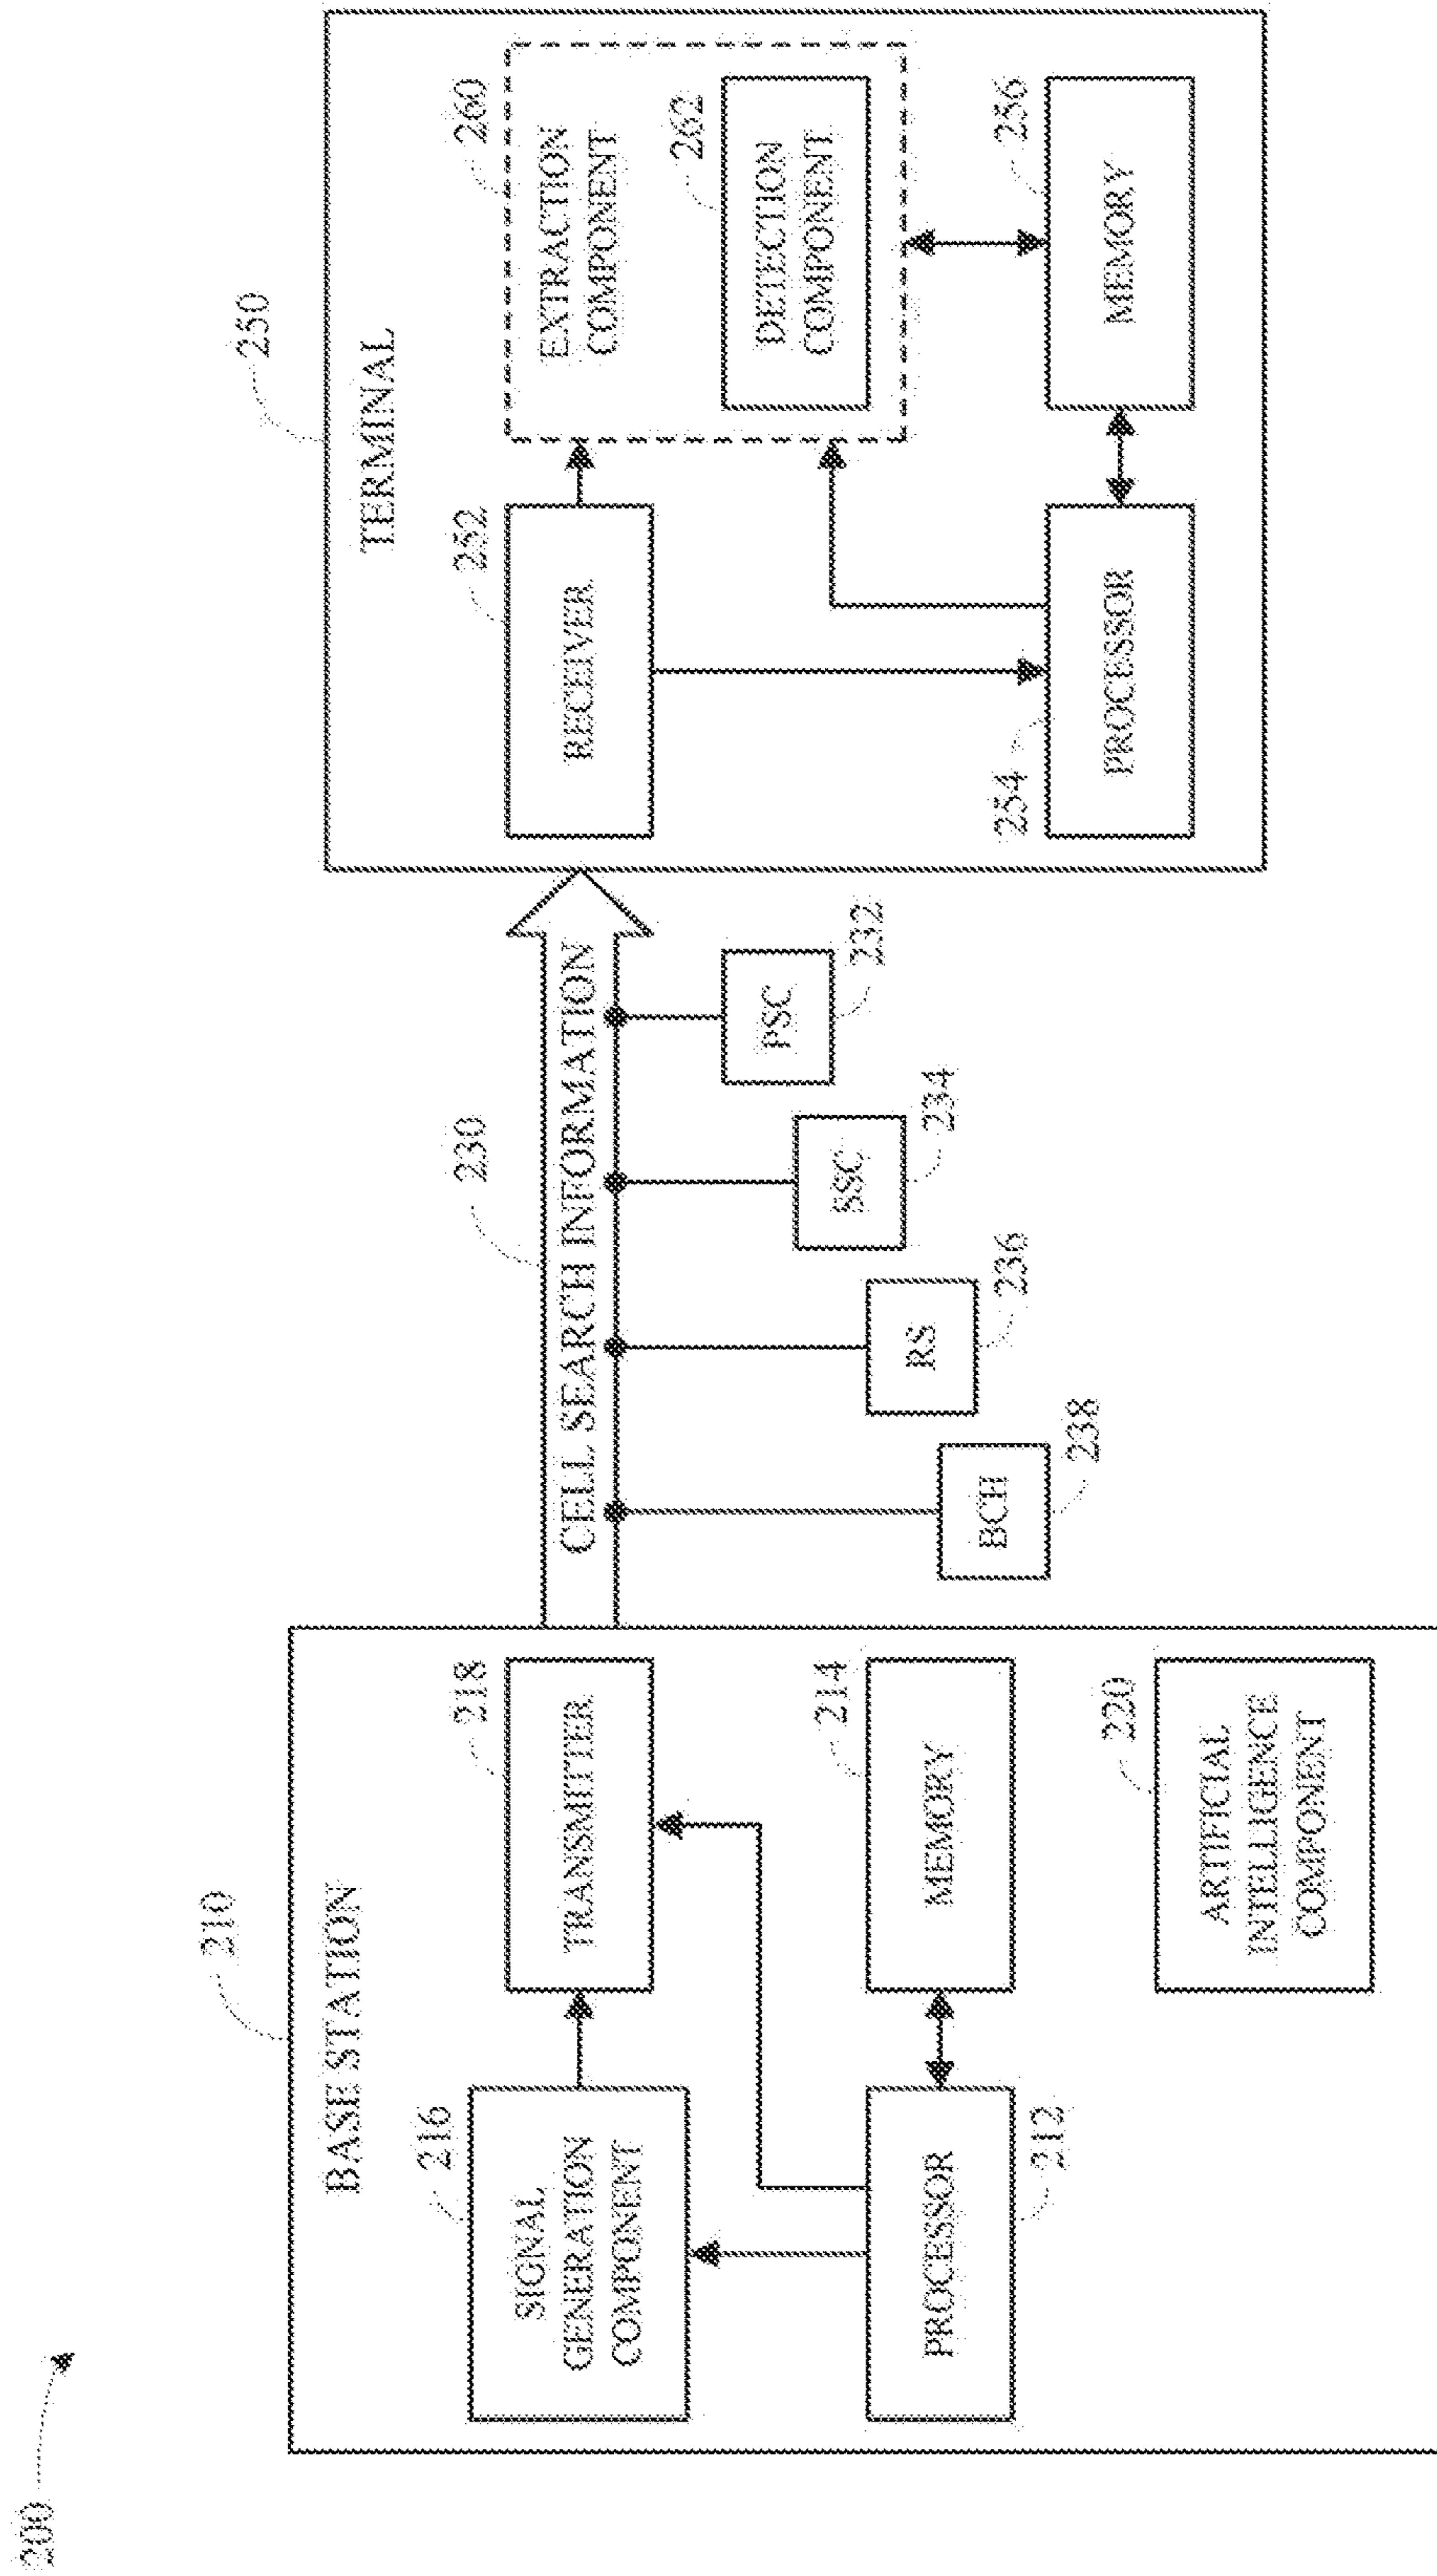 200
210
BASE STATION
216
SIGNAL
GENERATION
COMPONENT
218
TRANSMITTER
PROCESSOR
212
214
MEMORY
220
ARTIFICIAL
INTELLIGENCE
COMPONENT
230
CELL SEARCH INFORMATION
BCH
238
RS
236
SSC
234
PSC
232
250
TERMINAL
252
RECEIVER
260
EXTRACTION
COMPONENT
262
DETECTION
COMPONENT
254
PROCESSOR
256
MEMORY